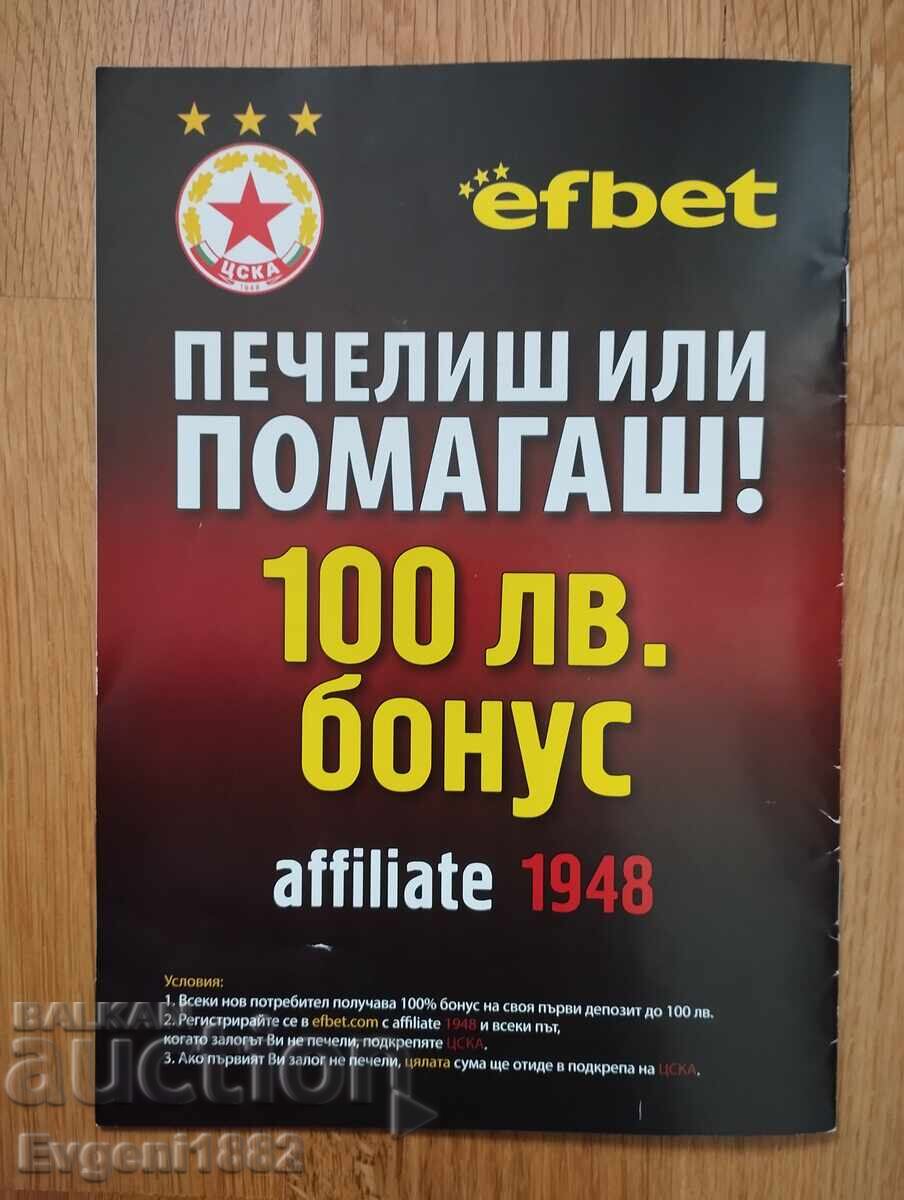 ЦСКА
1948
efbet
ПЕЧЕЛИШ ИЛИ
ПОМАГАШ!
100 лв.
бонус
affiliate 1948
Условия:
1. Всеки нов потребител получава 100% бонус на своя първи депозит до 100 лв.
2. Регистрирайте се в efbet.com с affiliate 1948 и всеки път,
когато залогът Ви не печели, подкрепяте ЦСКА.
3. Ако първият Ви залог не печели, цялата сума ще отиде в подкрепа на ЦСКА.
BALKAN
auction
Evgeni1882